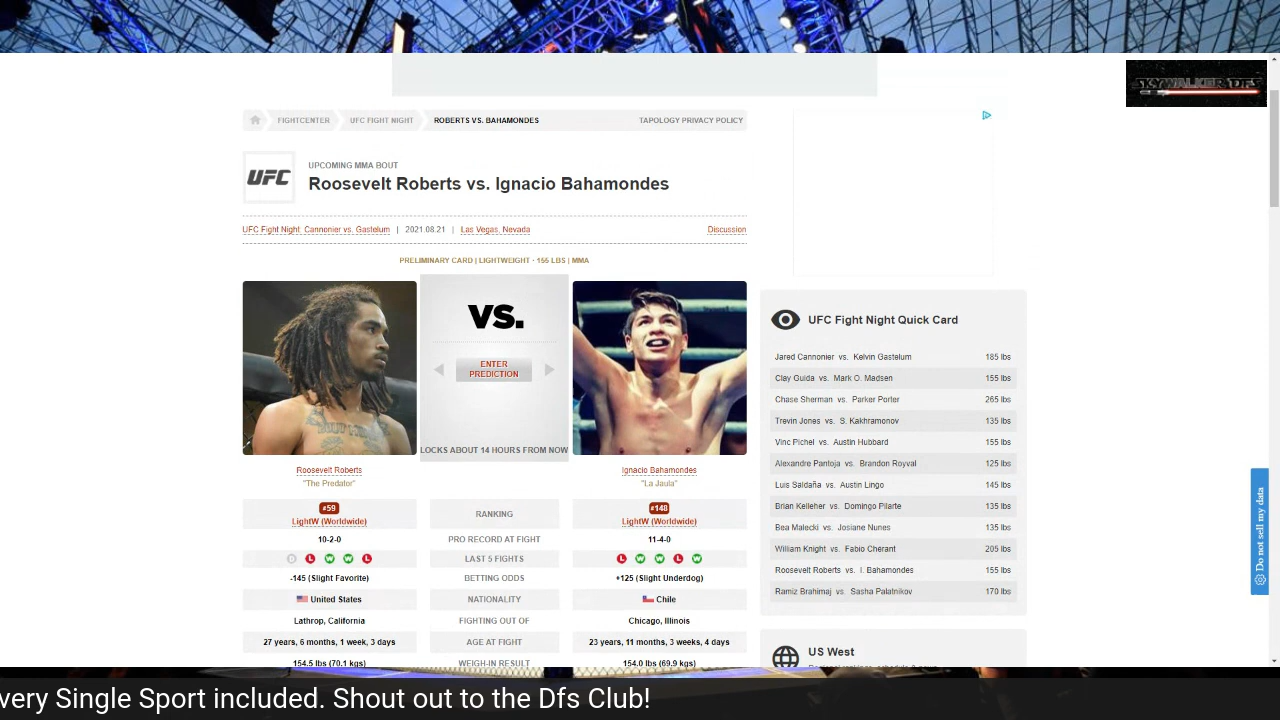 SKYWALKER DFS
FIGHTCENTER UFC FIGHT NIGHT ROBERTS VS. BAHAMONDES TAPOLOGY PRIVACY POLICY
UFC
UPCOMING MMA BOUT
Roosevelt Roberts vs. Ignacio Bahamondes
UFC Fight Night: Cannonier vs. Gastelum | 2021.08.21 | Las Vegas, Nevada Discussion
PRELIMINARY CARD | LIGHTWEIGHT · 155 LBS | MMA
VS.
ENTER
PREDICTION
LOCKS ABOUT 14 HOURS FROM NOW
Roosevelt Roberts Ignacio Bahamondes
"The Predator" "La Jaula"
#59 RANKING #148
LightW (Worldwide) LightW (Worldwide)
10-2-0 PRO RECORD AT FIGHT 11-4-0
D L W W L LAST 5 FIGHTS L W W L W
-145 (Slight Favorite) BETTING ODDS +125 (Slight Underdog)
United States NATIONALITY Chile
Lathrop, California FIGHTING OUT OF Chicago, Illinois
27 years, 6 months, 1 week, 3 days AGE AT FIGHT 23 years, 11 months, 3 weeks, 4 days
154.5 lbs (70.1 kgs) WEIGH-IN RESULT 154.0 lbs (69.9 kgs)
UFC Fight Night Quick Card
Jared Cannonier vs. Kelvin Gastelum 185 lbs
Clay Guida vs. Mark O. Madsen 155 lbs
Chase Sherman vs. Parker Porter 265 lbs
Trevin Jones vs. S. Kakhramonov 135 lbs
Vinc Pichel vs. Austin Hubbard 155 lbs
Alexandre Pantoja vs. Brandon Royval 125 lbs
Luis Saldaña vs. Austin Lingo 145 lbs
Brian Kelleher vs. Domingo Pilarte 135 lbs
Bea Malecki vs. Josiane Nunes 135 lbs
William Knight vs. Fabio Cherant 205 lbs
Roosevelt Roberts vs. I. Bahamondes 155 lbs
Ramiz Brahimaj vs. Sasha Palatnikov 170 lbs
US West
Do not sell my data
very Single Sport included. Shout out to the Dfs Club!